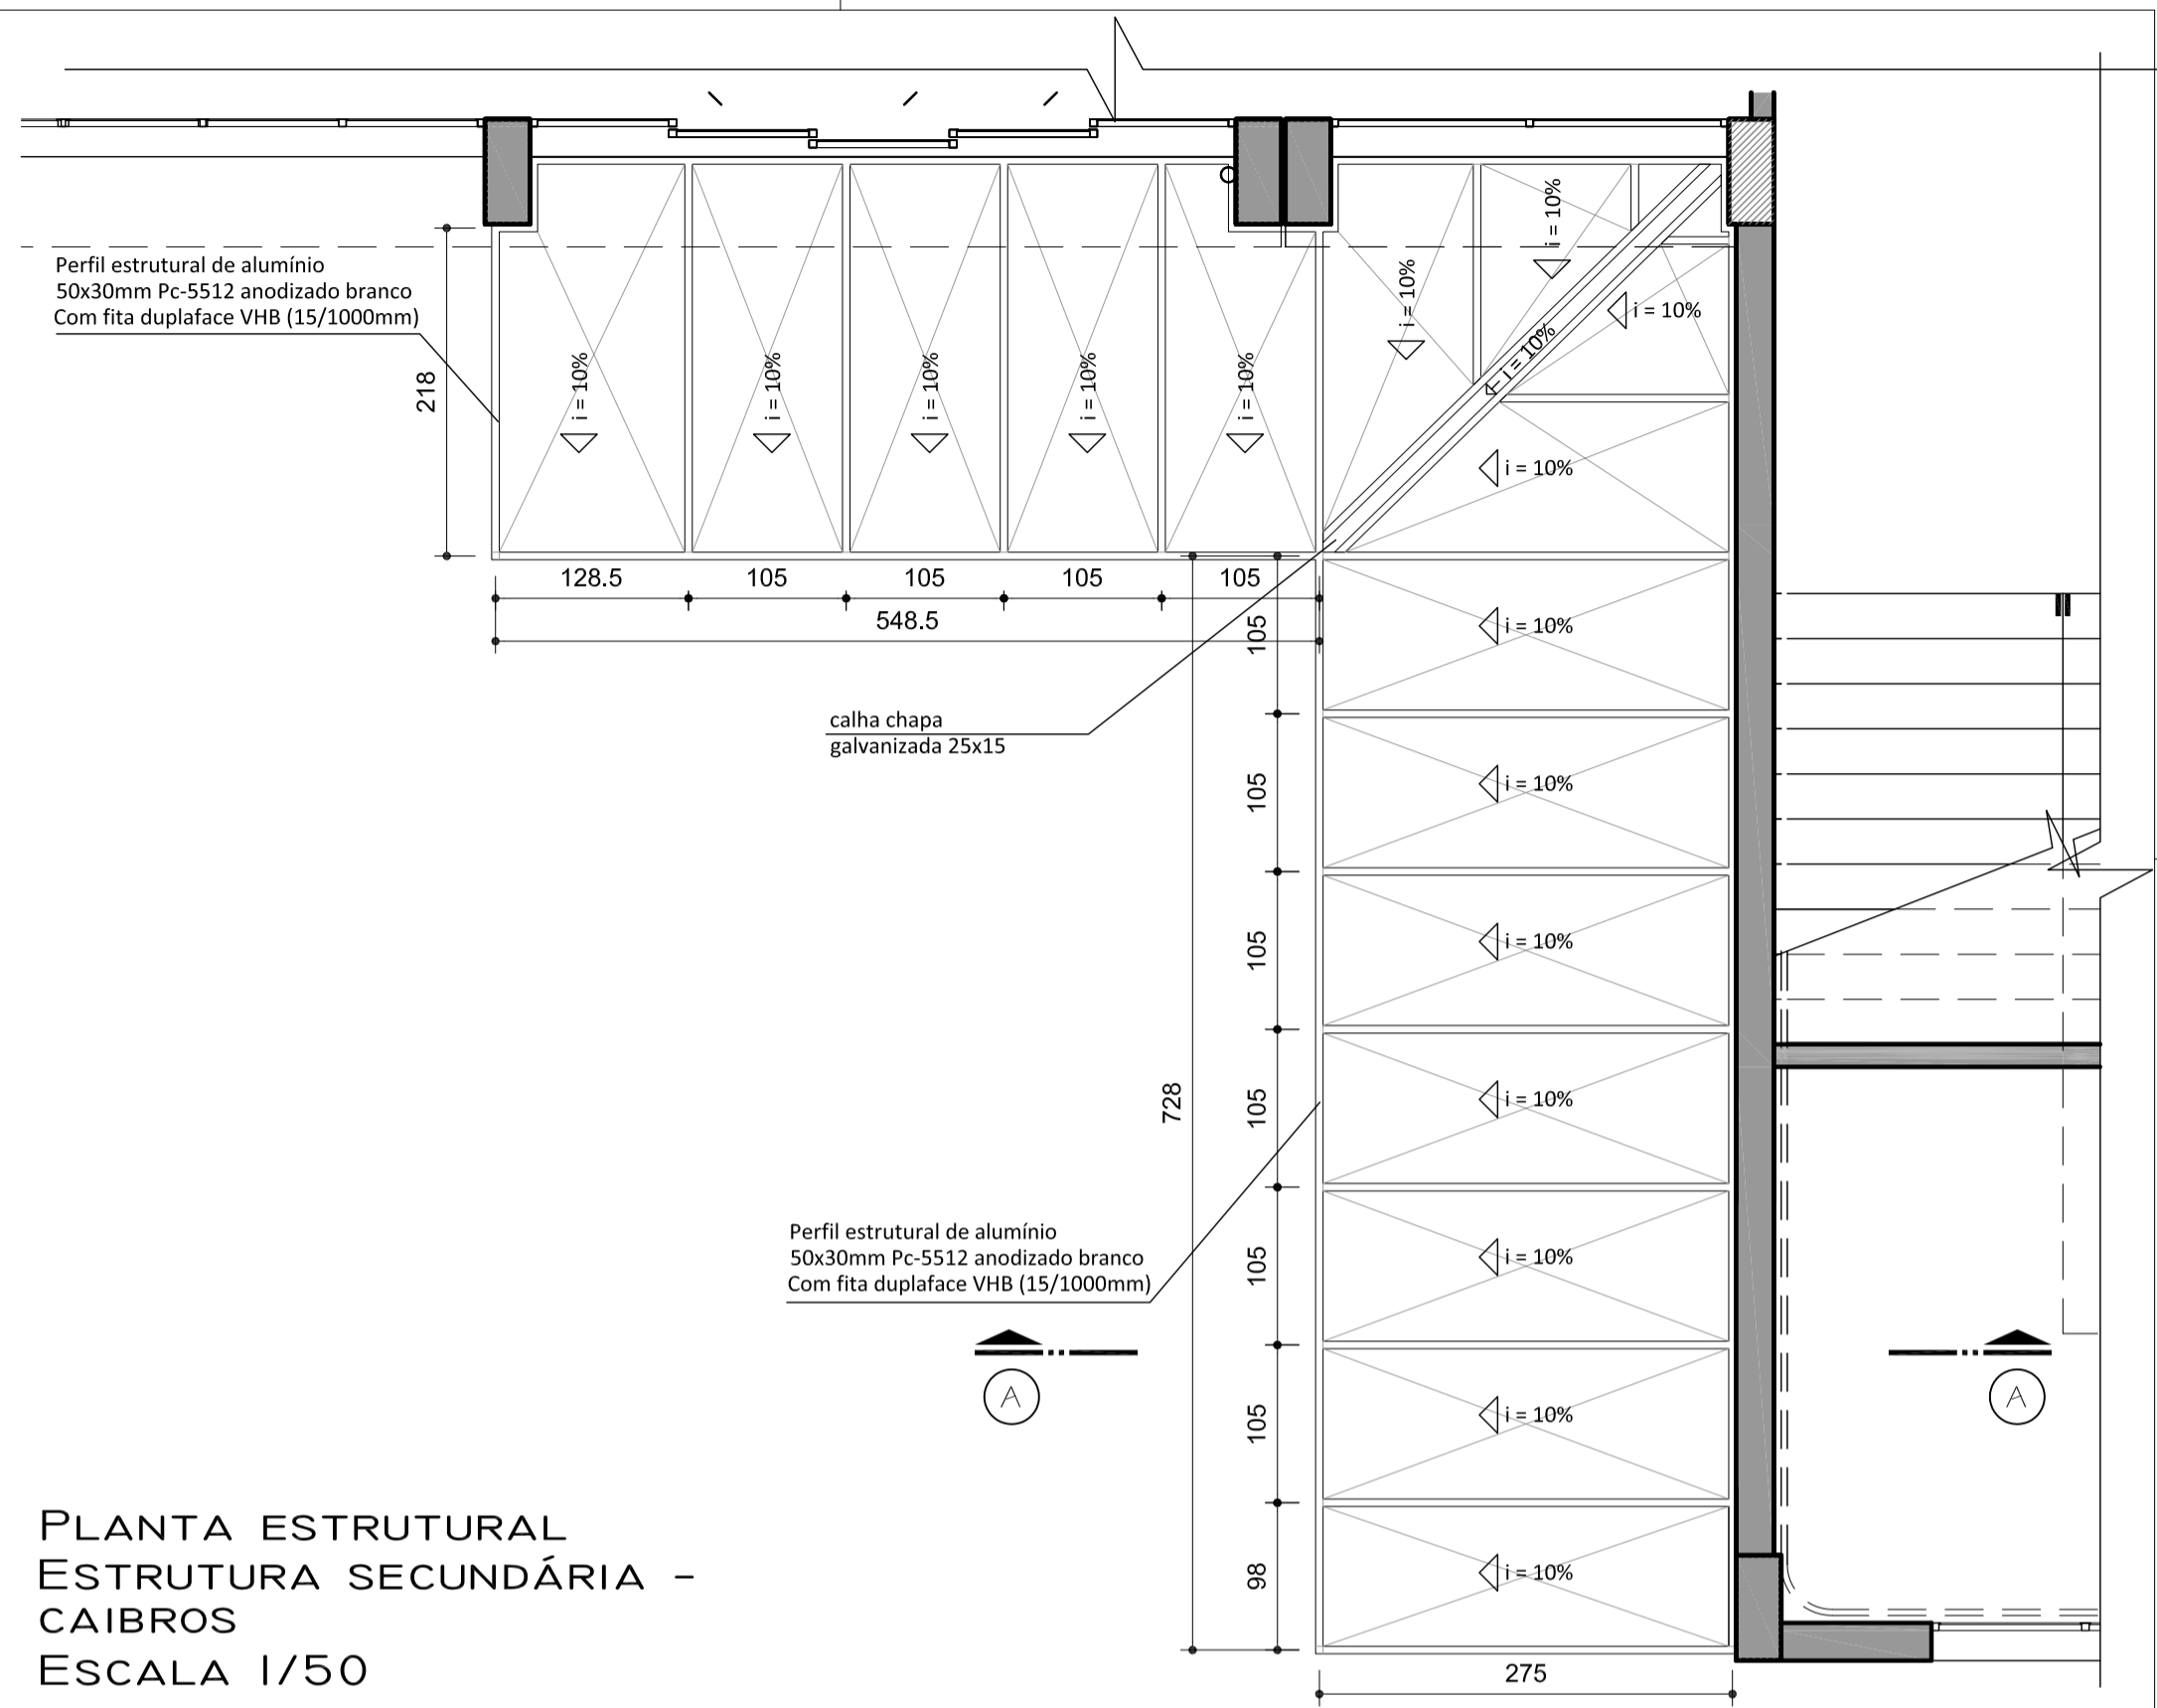 Perfil estrutural de alumínio
50x30mm Pc-5512 anodizado branco
Com fita duplaface VHB (15/1000mm)
218
i = 10%
i = 10%
i = 10%
i = 10%
i = 10%
i = 10%
i = 10%
i = 10%
i = 10%
i = 10%
128.5
105
105
105
105
548.5
calha chapa
galvanizada 25x15
105
i = 10%
105
i = 10%
105
i = 10%
728
105
i = 10%
Perfil estrutural de alumínio
50x30mm Pc-5512 anodizado branco
Com fita duplaface VHB (15/1000mm)
105
i = 10%
A
105
i = 10%
A
98
i = 10%
275
PLANTA ESTRUTURAL
ESTRUTURA SECUNDÁRIA -
CAIBROS
ESCALA 1/50